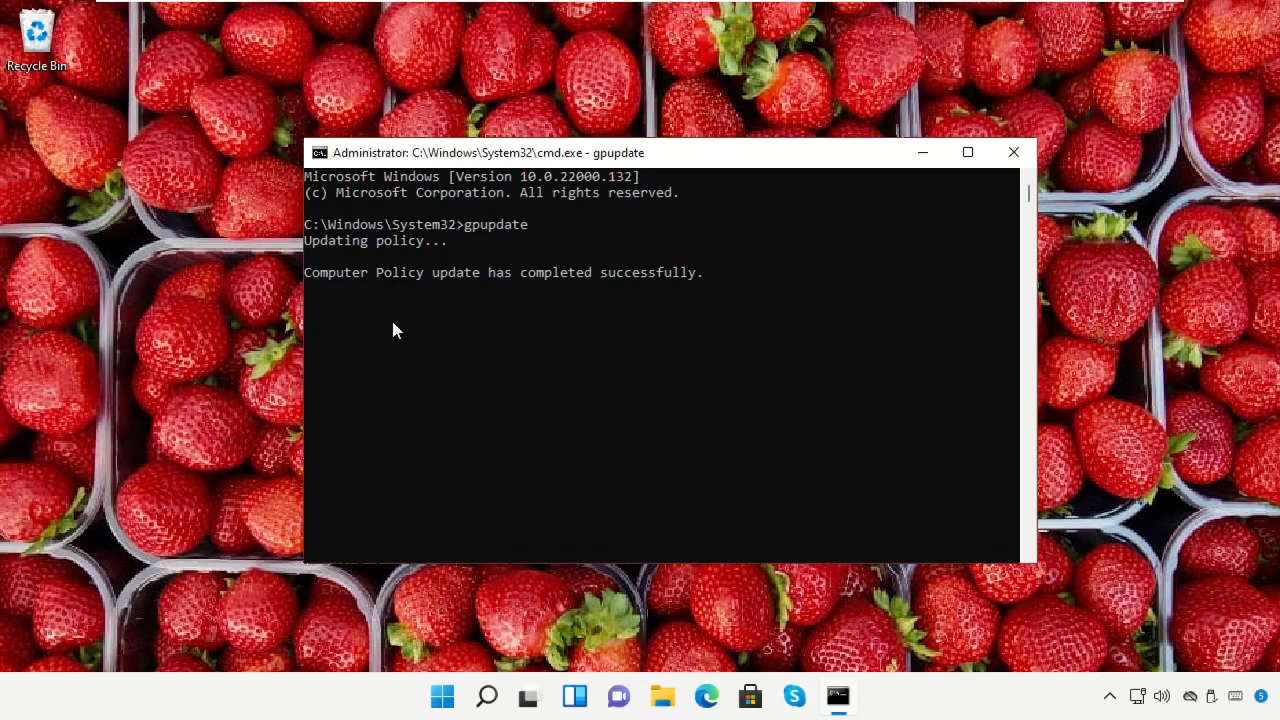 Recycle Bin
Administrator: C:\Windows\System32\cmd.exe - gpupdate
Microsoft Windows [Version 10.0.22000.132]
(c) Microsoft Corporation. All rights reserved.
C:\Windows\System32>gpupdate
Updating policy...
Computer Policy update has completed successfully.
5